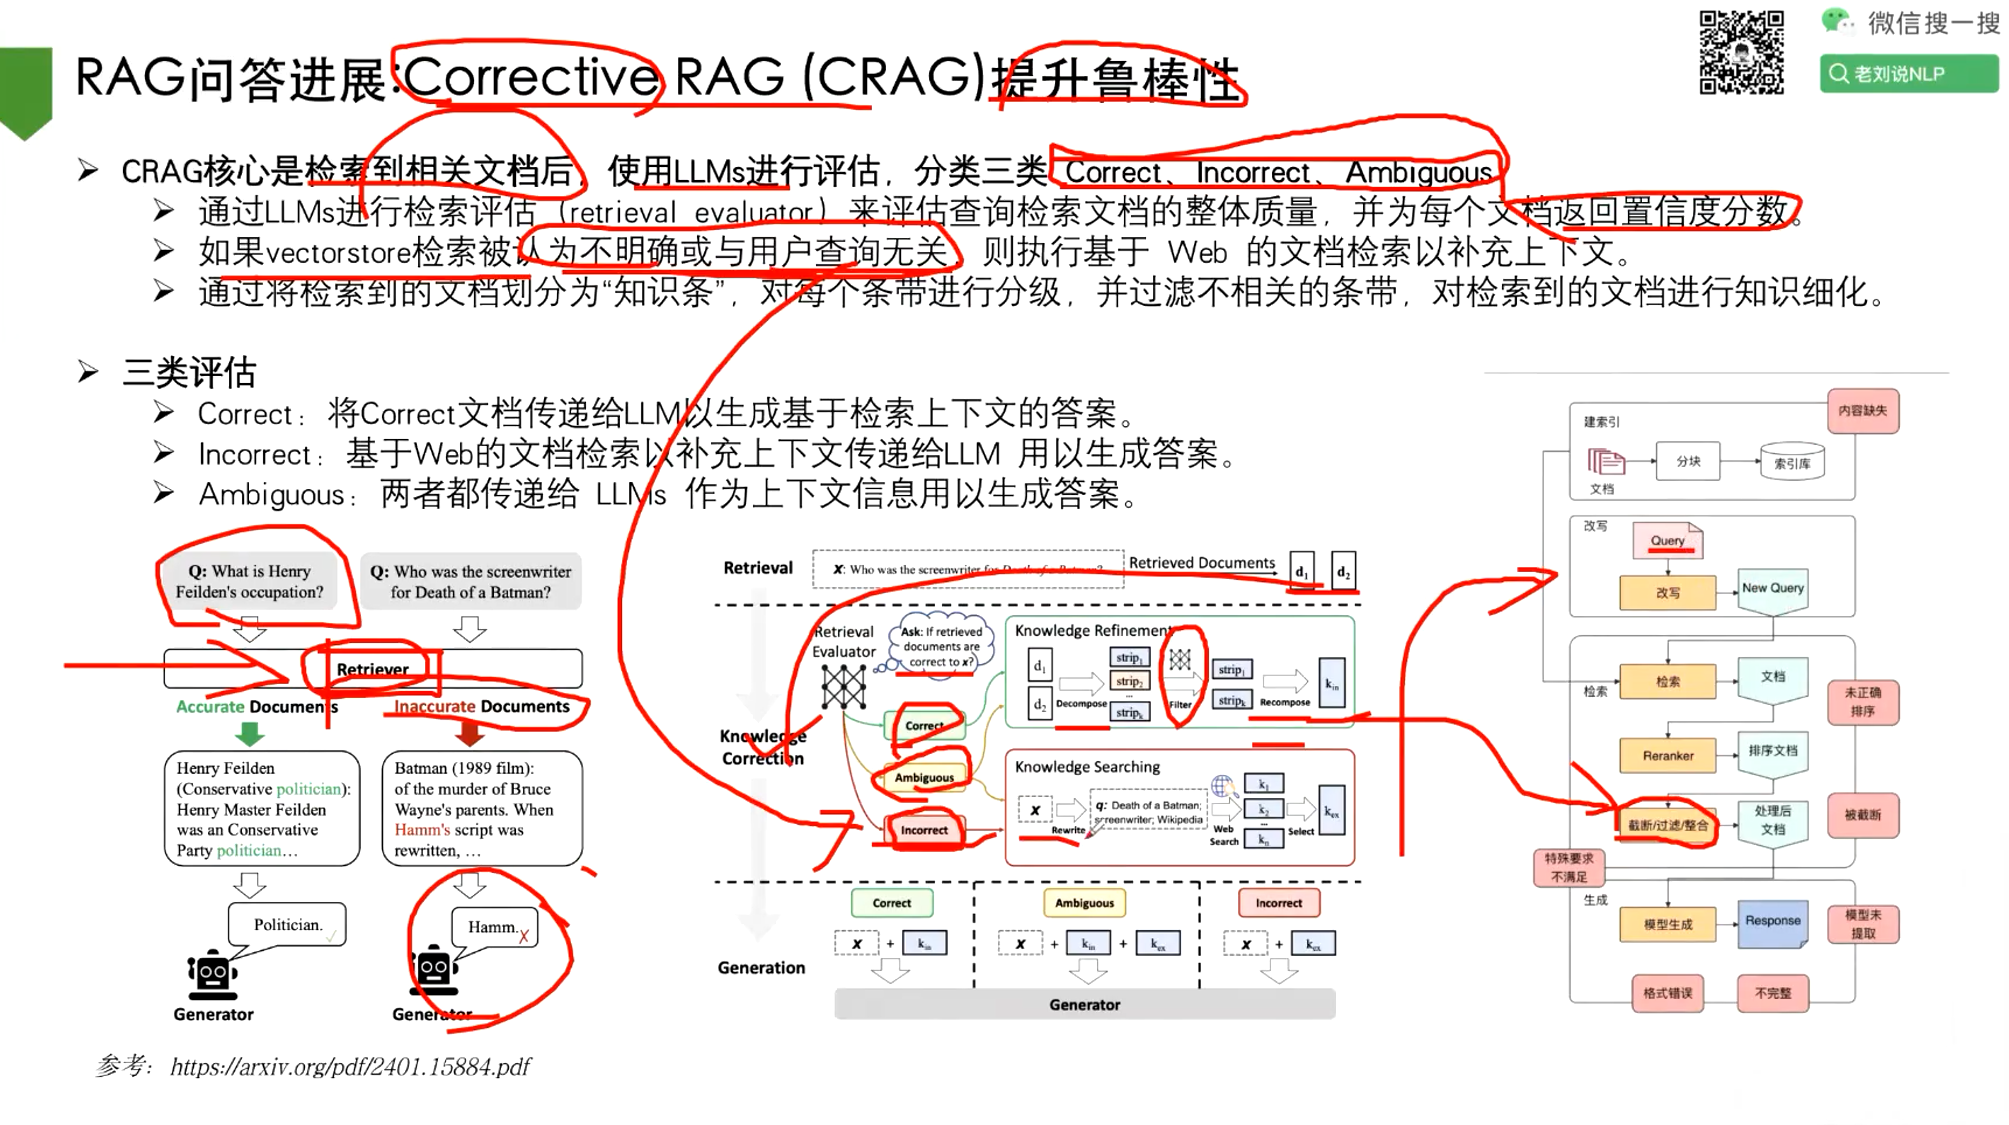 微信搜一搜
老刘说NLP
RAG问答进展:Corrective RAG (CRAG)提升鲁棒性
CRAG核心是检索到相关文档后，使用LLMs进行评估，分类三类 Correct、Incorrect、Ambiguous
通过LLMs进行检索评估（retrieval evaluator）来评估查询检索文档的整体质量，并为每个文档返回置信度分数。
如果vectorstore检索被认为不明确或与用户查询无关，则执行基于 Web 的文档检索以补充上下文。
通过将检索到的文档划分为“知识条”，对每个条带进行分级，并过滤不相关的条带，对检索到的文档进行知识细化。
三类评估
Correct：将Correct文档传递给LLM以生成基于检索上下文的答案。
Incorrect：基于Web的文档检索以补充上下文传递给LLM 用以生成答案。
Ambiguous：两者都传递给 LLMs 作为上下文信息用以生成答案。
Q: What is Henry
Feilden's occupation?
Q: Who was the screenwriter
for Death of a Batman?
Retriever
Accurate Documents
Inaccurate Documents
Henry Feilden
(Conservative politician):
Henry Master Feilden
was an Conservative
Party politician…
Batman (1989 film):
of the murder of Bruce
Wayne's parents. When
Hamm's script was
rewritten, …
Politician.
Hamm.
Generator
Generator
Retrieval
x: Who was the screenwriter for Death of a Batman?
Retrieved Documents
d1
d2
Retrieval
Evaluator
Ask: If retrieved
documents are
correct to x?
Knowledge
Correction
Correct
Ambiguous
Incorrect
Knowledge Refinement
d1
d2
Decompose
strip1
strip2
...
stripk
Filter
strip1
stripk
Recompose
kin
Knowledge Searching
x
Rewrite
q: Death of a Batman;
screenwriter; Wikipedia
Web
Search
k1
k2
...
kn
Select
kex
Generation
Correct
x + kin
Ambiguous
x + kin + kex
Incorrect
x + kex
Generator
内容缺失
建索引
文档
分块
索引库
改写
Query
改写
New Query
检索
检索
文档
未正确
排序
Reranker
排序文档
截断/过滤/整合
处理后
文档
被截断
特殊要求
不满足
生成
模型生成
Response
模型未
提取
格式错误
不完整
参考：https://arxiv.org/pdf/2401.15884.pdf